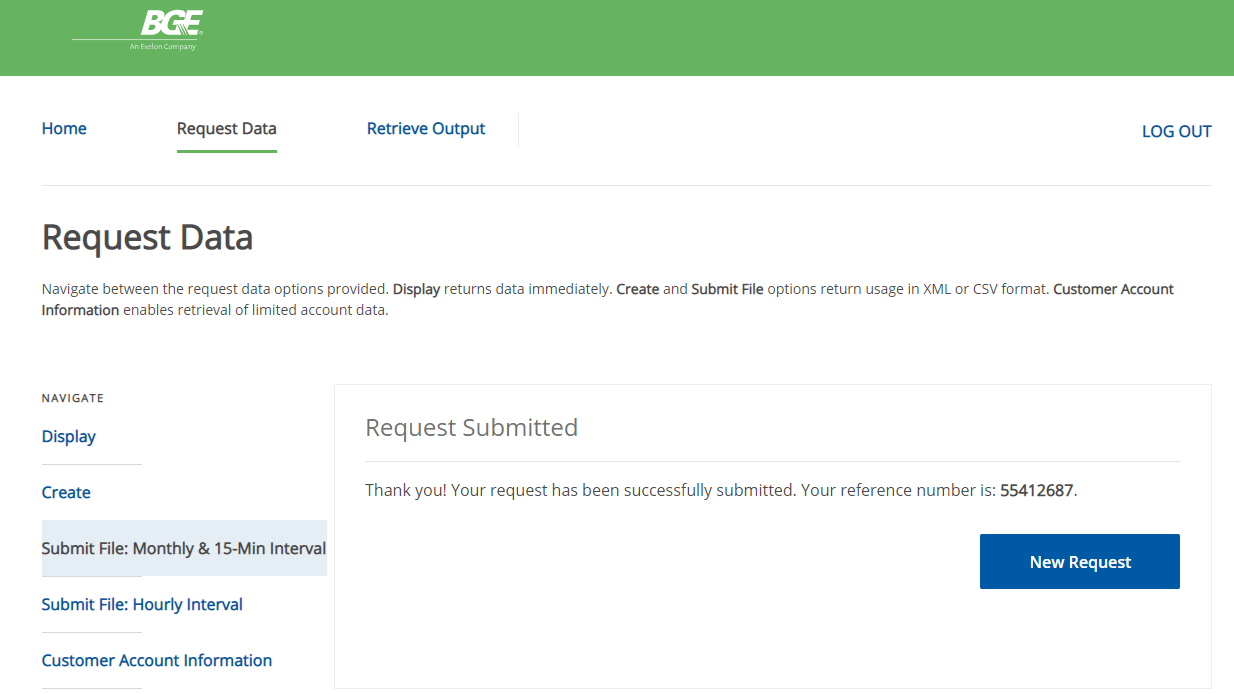 BGE
An Exelon Company
Home
Request Data
Retrieve Output
LOG OUT
Request Data
Navigate between the request data options provided. Display returns data immediately. Create and Submit File options return usage in XML or CSV format. Customer Account
Information enables retrieval of limited account data.
NAVIGATE
Display
Create
Submit File: Monthly & 15-Min Interval
Submit File: Hourly Interval
Customer Account Information
Request Submitted
Thank you! Your request has been successfully submitted. Your reference number is: 55412687.
New Request